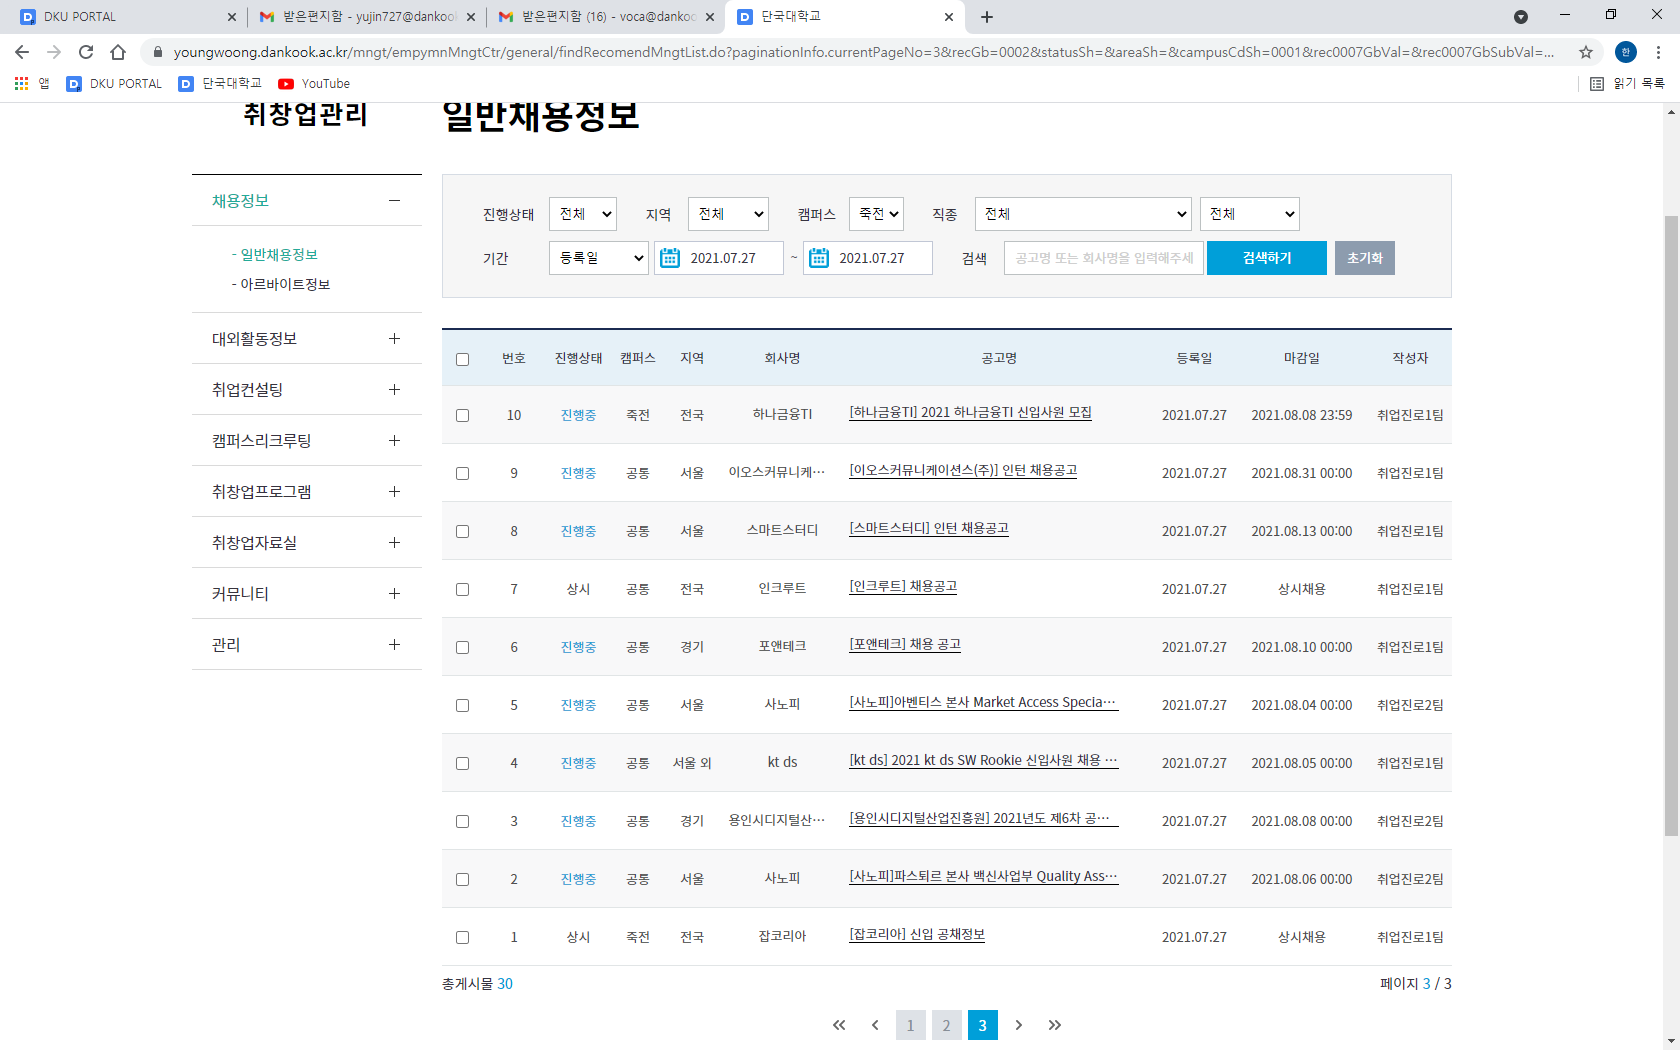 DKU PORTAL
받은편지함 - yujin727@dankook
받은편지함 (16) - voca@dankoo
단국대학교
youngwoong.dankook.ac.kr/mngt/empymnMngtCtr/general/findRecomendMngtList.do?paginationInfo.currentPageNo=3&recGb=0002&statusSh=&areaSh=&campusCdSh=0001&rec0007GbVal=&rec0007GbSubVal=...
한
앱 DKU PORTAL 단국대학교 YouTube 읽기 목록
취창업관리
일반채용정보
채용정보
- 일반채용정보
- 아르바이트정보
대외활동정보
취업컨설팅
캠퍼스리크루팅
취창업프로그램
취창업자료실
커뮤니티
관리
진행상태 전체 지역 전체 캠퍼스 죽전 직종 전체 전체
기간 등록일 2021.07.27 ~ 2021.07.27 검색 공고명 또는 회사명을 입력해주세 검색하기 초기화
번호 진행상태 캠퍼스 지역 회사명 공고명 등록일 마감일 작성자
10 진행중 죽전 전국 하나금융TI [하나금융TI] 2021 하나금융TI 신입사원 모집 2021.07.27 2021.08.08 23:59 취업진로1팀
9 진행중 공통 서울 이오스커뮤니케… [이오스커뮤니케이션스(주)] 인턴 채용공고 2021.07.27 2021.08.31 00:00 취업진로1팀
8 진행중 공통 서울 스마트스터디 [스마트스터디] 인턴 채용공고 2021.07.27 2021.08.13 00:00 취업진로1팀
7 상시 공통 전국 인크루트 [인크루트] 채용공고 2021.07.27 상시채용 취업진로1팀
6 진행중 공통 경기 포앤테크 [포앤테크] 채용 공고 2021.07.27 2021.08.10 00:00 취업진로1팀
5 진행중 공통 서울 사노피 [사노피]아벤티스 본사 Market Access Specia… 2021.07.27 2021.08.04 00:00 취업진로2팀
4 진행중 공통 서울 외 kt ds [kt ds] 2021 kt ds SW Rookie 신입사원 채용 … 2021.07.27 2021.08.05 00:00 취업진로1팀
3 진행중 공통 경기 용인시디지털산… [용인시디지털산업진흥원] 2021년도 제6차 공… 2021.07.27 2021.08.08 00:00 취업진로2팀
2 진행중 공통 서울 사노피 [사노피]파스퇴르 본사 백신사업부 Quality Ass… 2021.07.27 2021.08.06 00:00 취업진로2팀
1 상시 죽전 전국 잡코리아 [잡코리아] 신입 공채정보 2021.07.27 상시채용 취업진로1팀
총게시물 30 페이지 3 / 3
1 2 3